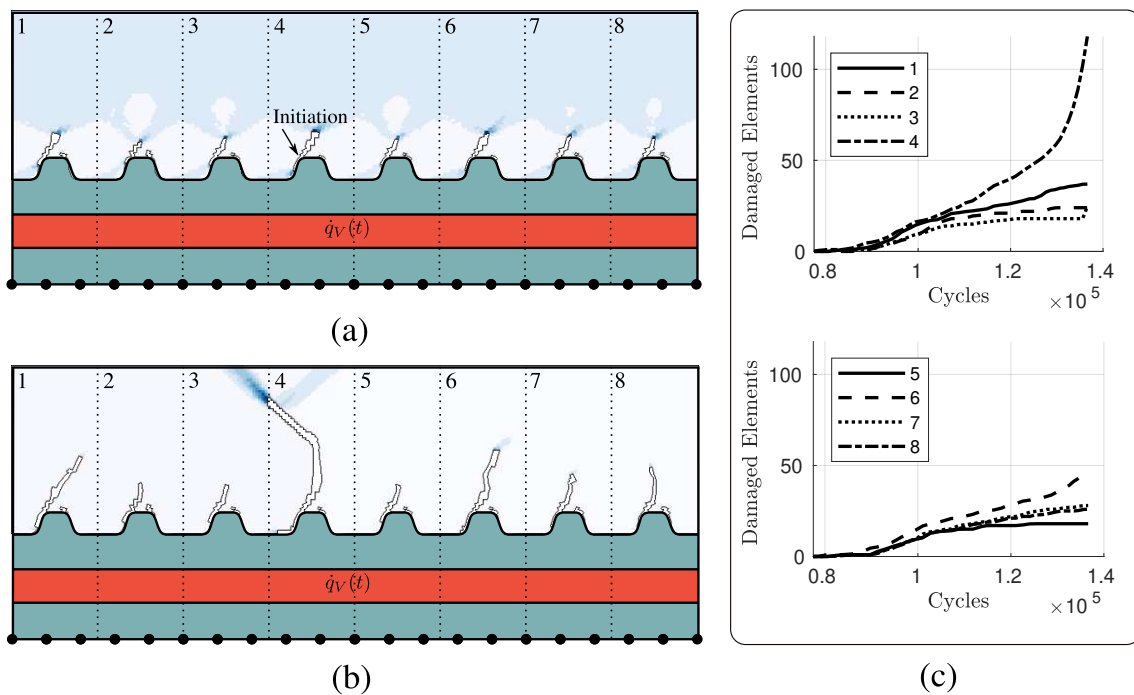 1 2 3 4 5 6 7 8
Initiation
q̇_V(t)
(a)
1 2 3 4 5 6 7 8
q̇_V(t)
(b)
Damaged Elements
100
50
0
1
2
3
4
0.8 1 1.2 1.4
Cycles
×10^5
Damaged Elements
100
50
0
5
6
7
8
0.8 1 1.2 1.4
Cycles
×10^5
(c)